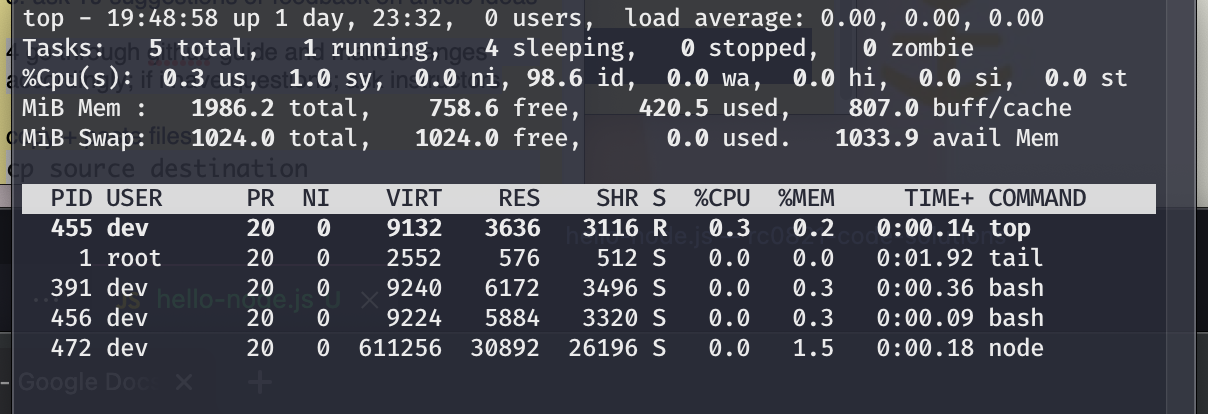 top - 19:48:58 up 1 day, 23:32,  0 users,  load average: 0.00, 0.00, 0.00
Tasks:   5 total,   1 running,   4 sleeping,   0 stopped,   0 zombie
%Cpu(s):  0.3 us,  1.0 sy,  0.0 ni, 98.6 id,  0.0 wa,  0.0 hi,  0.0 si,  0.0 st
MiB Mem :   1986.2 total,    758.6 free,    420.5 used,    807.0 buff/cache
MiB Swap:   1024.0 total,   1024.0 free,      0.0 used.   1033.9 avail Mem
cp source destination
  PID USER      PR  NI    VIRT    RES    SHR S  %CPU  %MEM     TIME+ COMMAND
  455 dev       20   0    9132   3636   3116 R   0.3   0.2   0:00.14 top
    1 root      20   0    2552    576    512 S   0.0   0.0   0:01.92 tail
  391 dev       20   0    9240   6172   3496 S   0.0   0.3   0:00.36 bash
JS hello-node.js U
  456 dev       20   0    9224   5884   3320 S   0.0   0.3   0:00.09 bash
  472 dev       20   0  611256  30892  26196 S   0.0   1.5   0:00.18 node
- Google Doc